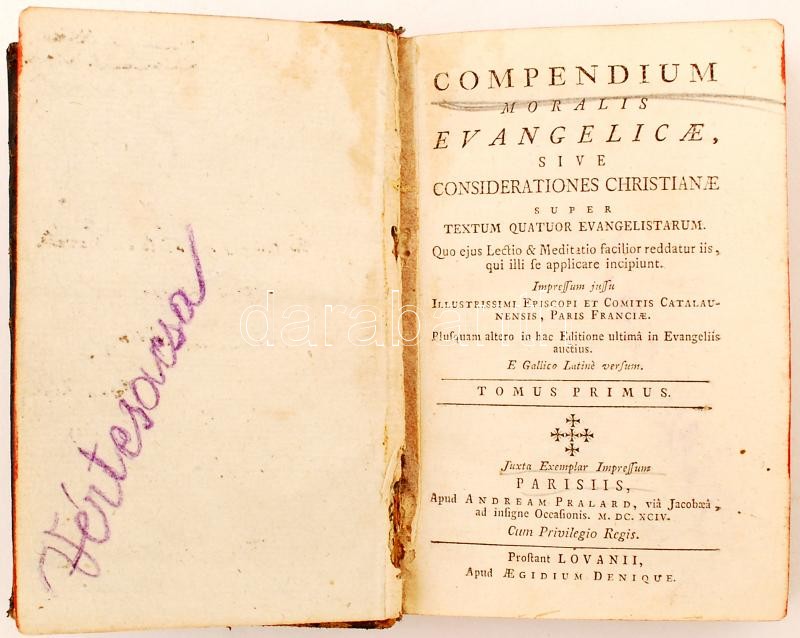 Vértesacsa
COMPENDIUM
MORALIS
EVANGELICÆ,
SIVE
CONSIDERATIONES CHRISTIANÆ
SUPER
TEXTUM QUATUOR EVANGELISTARUM.
Quo ejus Lectio & Meditatio facilior reddatur iis,
qui illi ſe applicare incipiunt.
Impreſſum juſſu
ILLUSTRISSIMI EPISCOPI ET COMITIS CATALAU-
NENSIS, PARIS FRANCIÆ.
Pluſquam altero in hac Editione ultimâ in Evangeliis
auctius.
E Gallico Latinè verſum.
TOMUS PRIMUS.
Juxta Exemplar Impreſſum
PARISIIS,
Apud ANDREAM PRALARD, viâ Jacobæâ,
ad inſigne Occaſionis. M. DC. XCIV.
Cum Privilegio Regis.
Proſtant LOVANII,
Apud ÆGIDIUM DENIQUE.